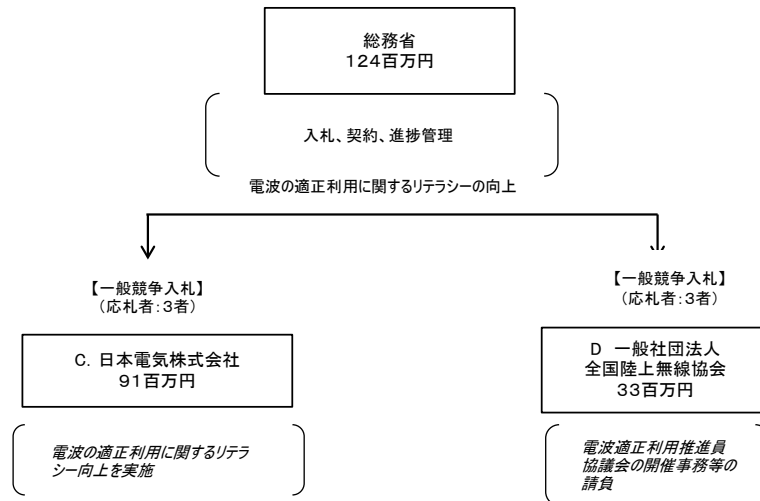 総務省
124百万円
入札、契約、進捗管理
電波の適正利用に関するリテラシーの向上
【一般競争入札】
（応札者：3者）
C. 日本電気株式会社
91百万円
電波の適正利用に関するリテラ
シー向上を実施
【一般競争入札】
（応札者：3者）
D 一般社団法人
全国陸上無線協会
33百万円
電波適正利用推進員
協議会の開催事務等の
請負